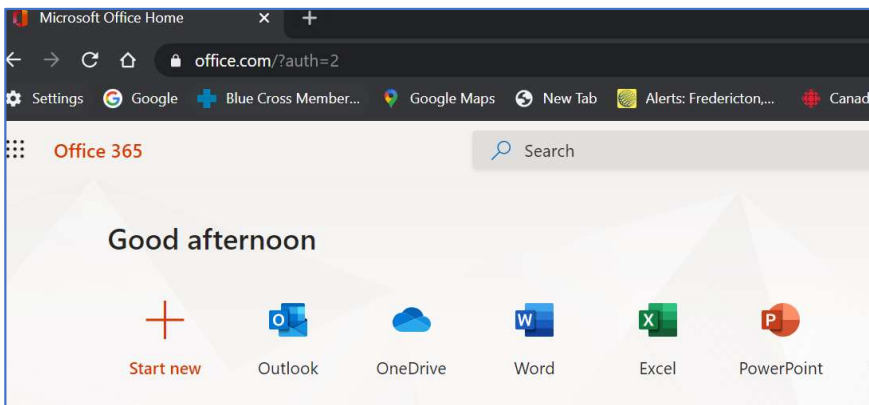 Microsoft Office Home
office.com/?auth=2
Settings Google Blue Cross Member... Google Maps New Tab Alerts: Fredericton,... Canad
Office 365 Search
Good afternoon
Start new Outlook OneDrive Word Excel PowerPoint